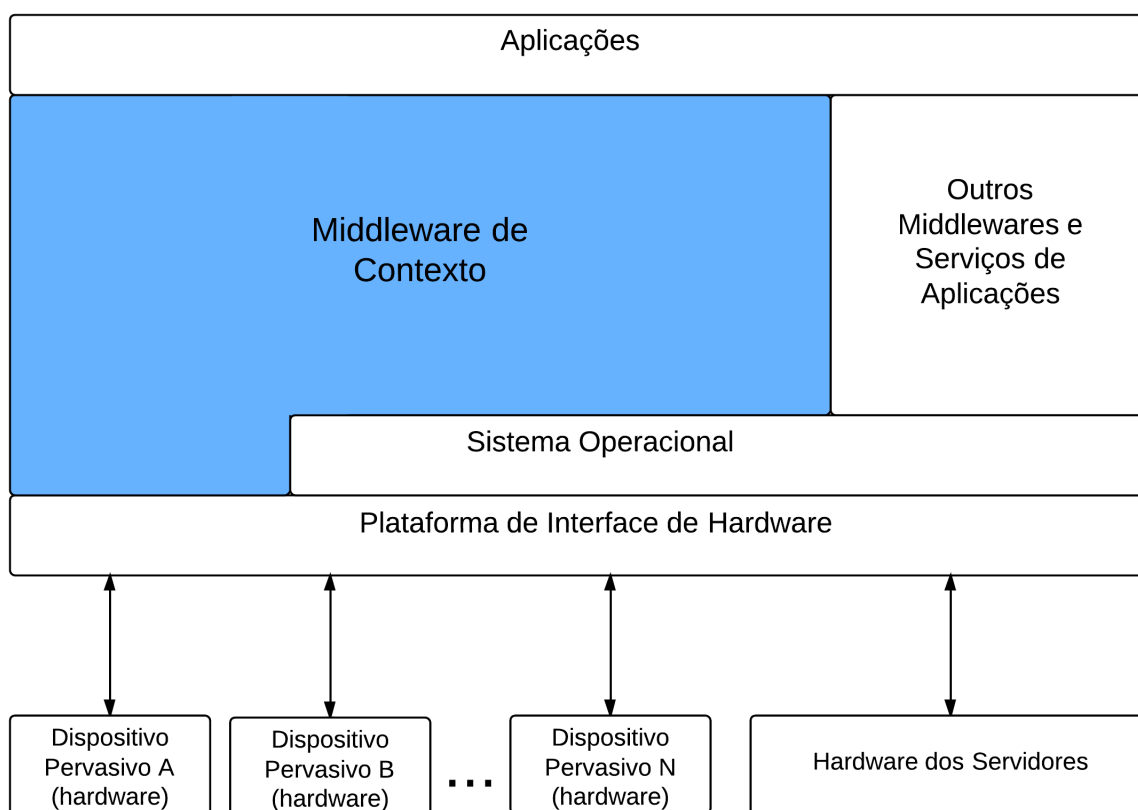 Aplicações
Middleware de
Contexto
Outros
Middlewares e
Serviços de
Aplicações
Sistema Operacional
Plataforma de Interface de Hardware
Dispositivo
Pervasivo A
(hardware)
Dispositivo
Pervasivo B
(hardware)
...
Dispositivo
Pervasivo N
(hardware)
Hardware dos Servidores